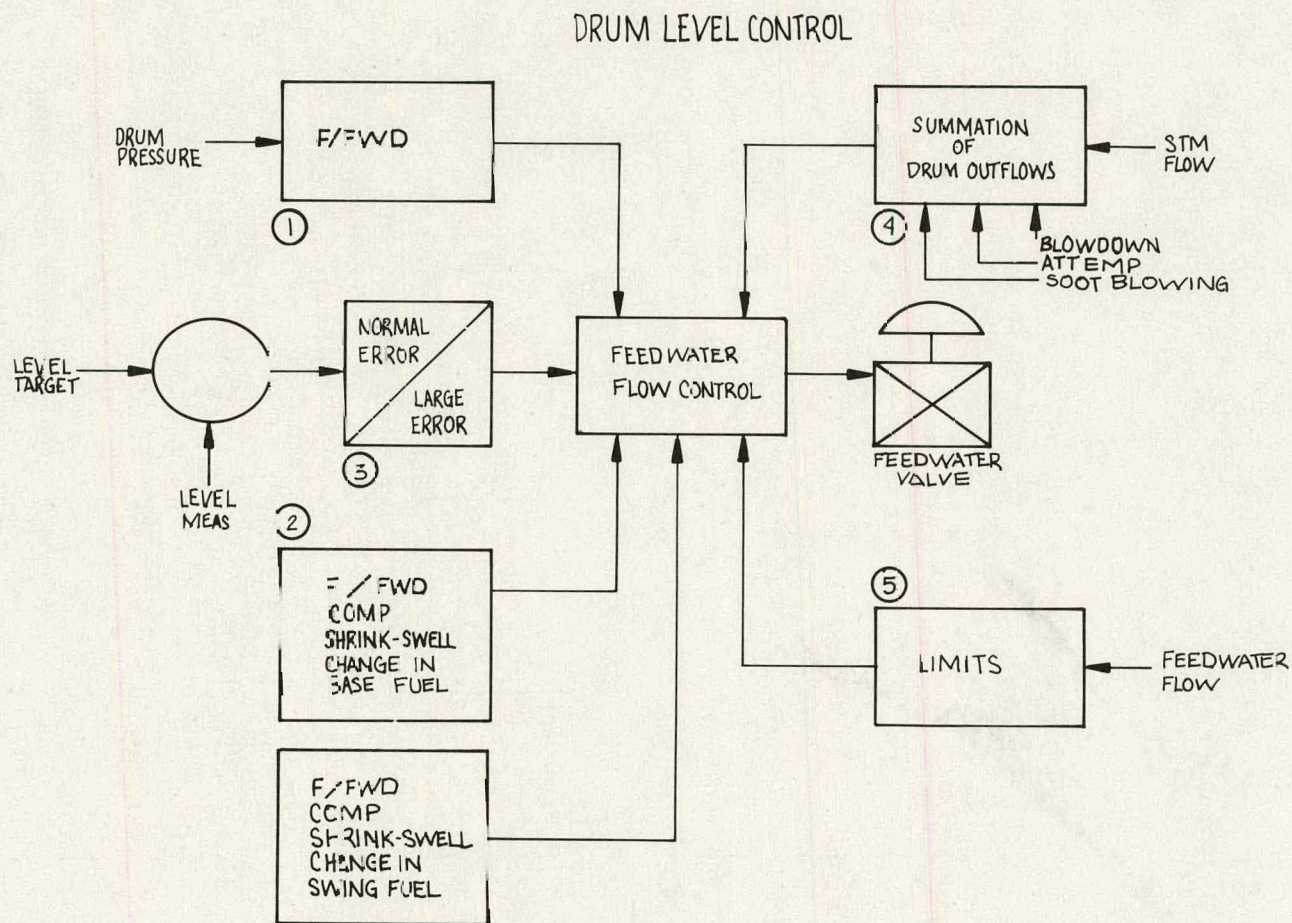 DRUM LEVEL CONTROL
DRUM
PRESSURE
F/FWD
1
SUMMATION
OF
DRUM OUTFLOWS
STM
FLOW
4
BLOWDOWN
ATTEMP
SOOT BLOWING
LEVEL
TARGET
NORMAL
ERROR
LARGE
ERROR
3
LEVEL
MEAS
FEEDWATER
FLOW CONTROL
FEEDWATER
VALVE
2
F/FWD
COMP
SHRINK-SWELL
CHANGE IN
BASE FUEL
5
LIMITS
FEEDWATER
FLOW
F/FWD
COMP
SHRINK-SWELL
CHANGE IN
SWING FUEL